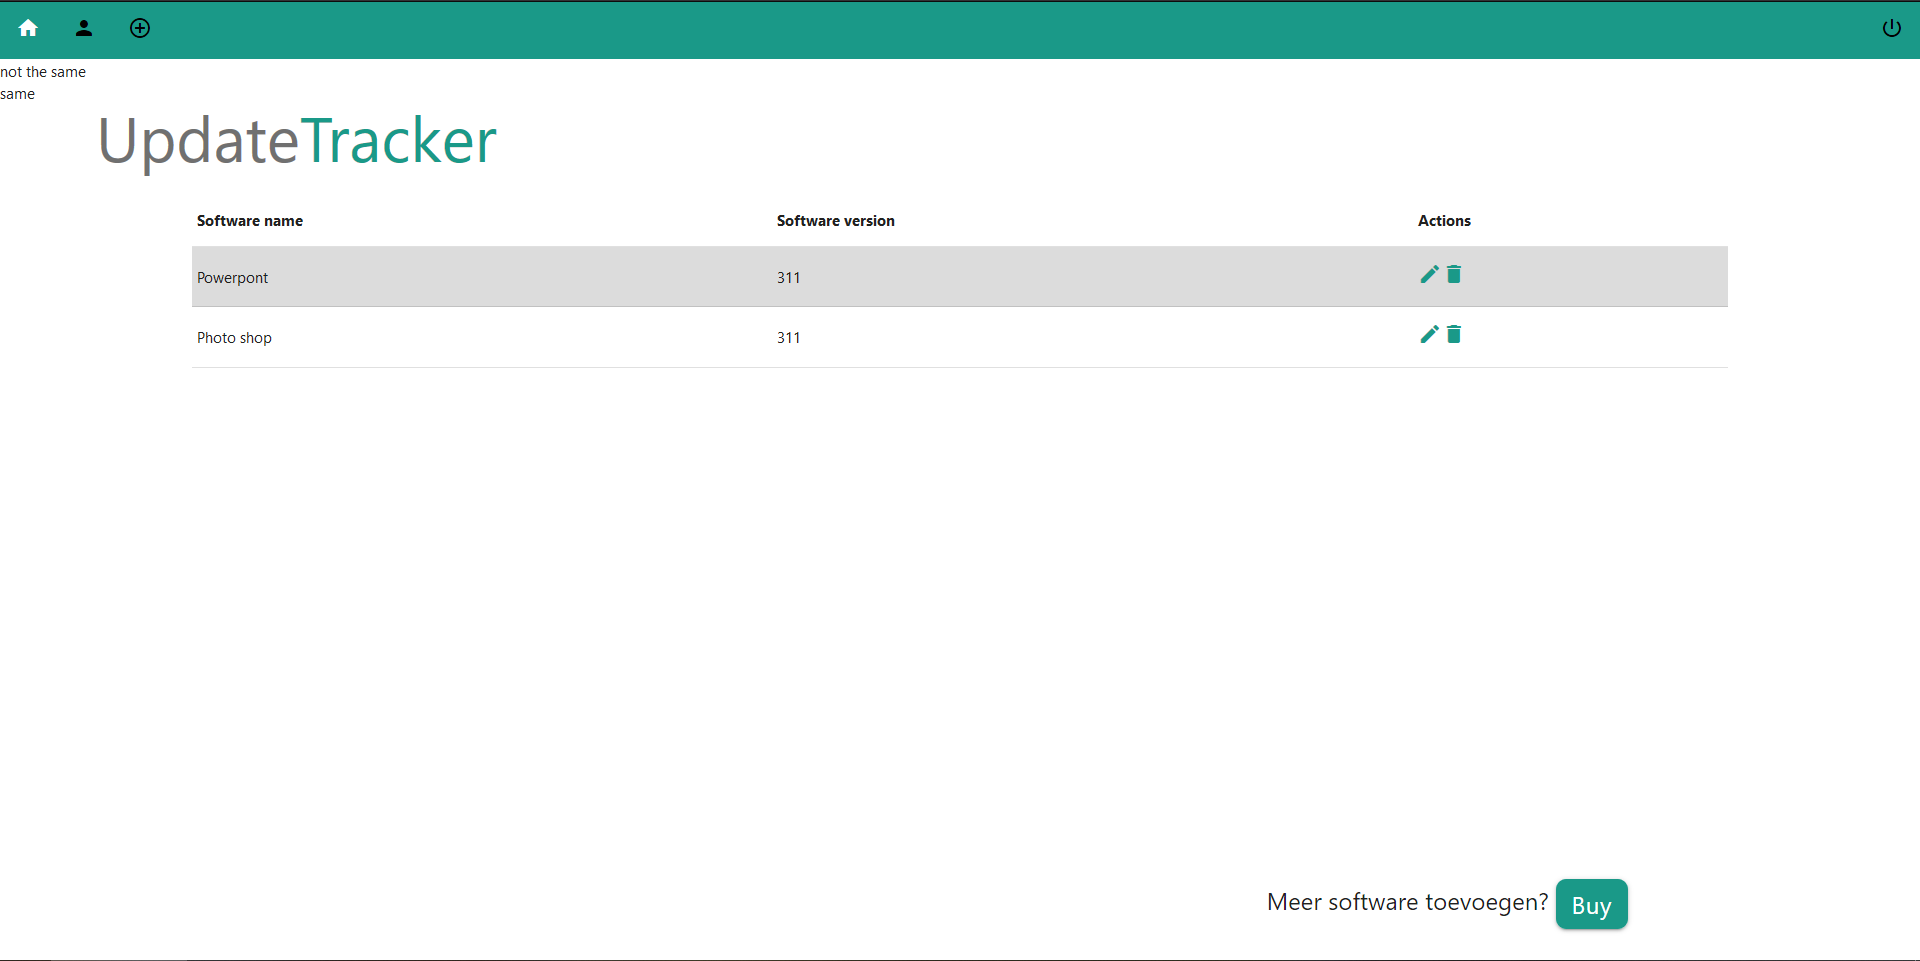 not the same
same
UpdateTracker
Software name Software version Actions
Powerpont 311
Photo shop 311
Meer software toevoegen? Buy